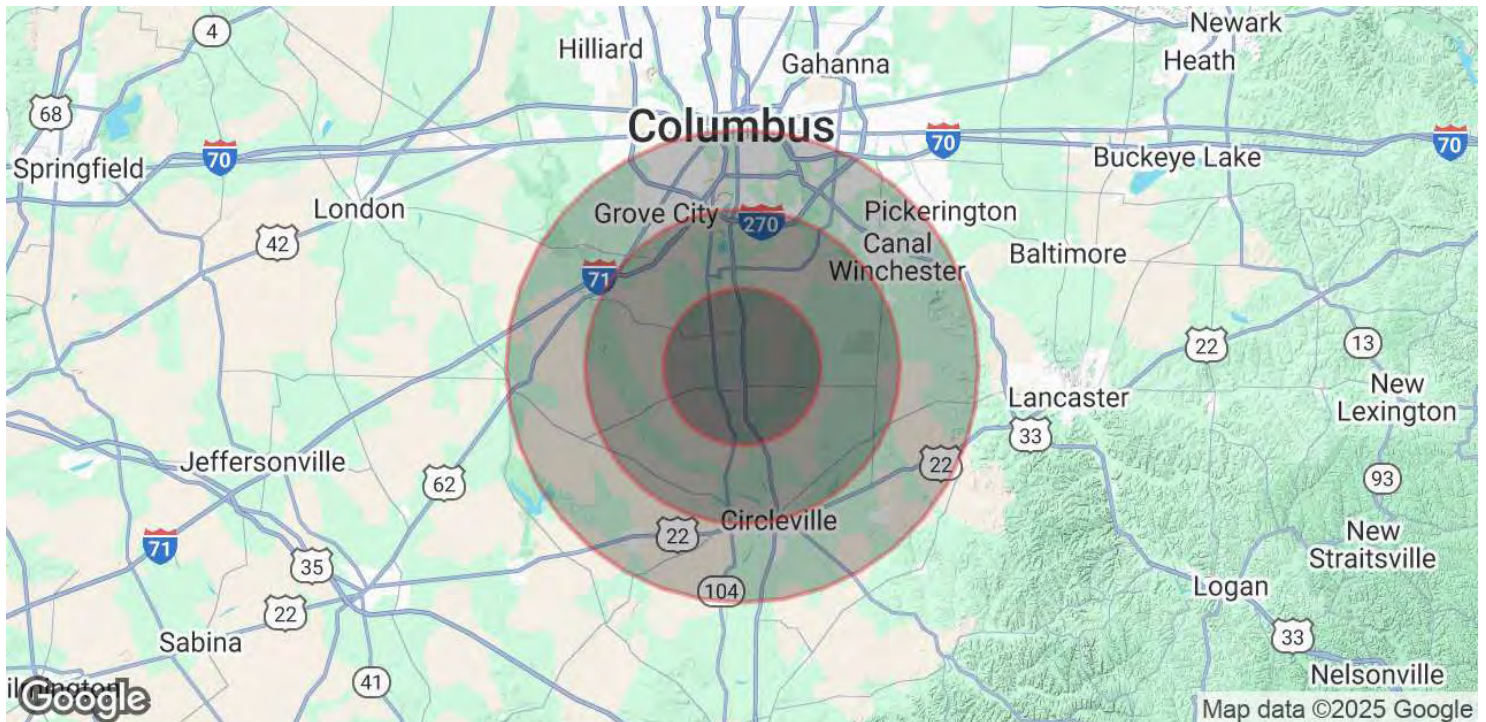 4
Newark
Hilliard
Gahanna
Heath
68
Columbus
70
70
70
Springfield
Buckeye Lake
London
Grove City
Pickerington
270
42
Canal
Winchester
Baltimore
71
22
13
New
Lexington
Lancaster
33
Jeffersonville
22
62
93
Circleville
22
71
New
Straitsville
35
104
Logan
22
Sabina
33
41
Nelsonville
Google
Map data ©2025 Google